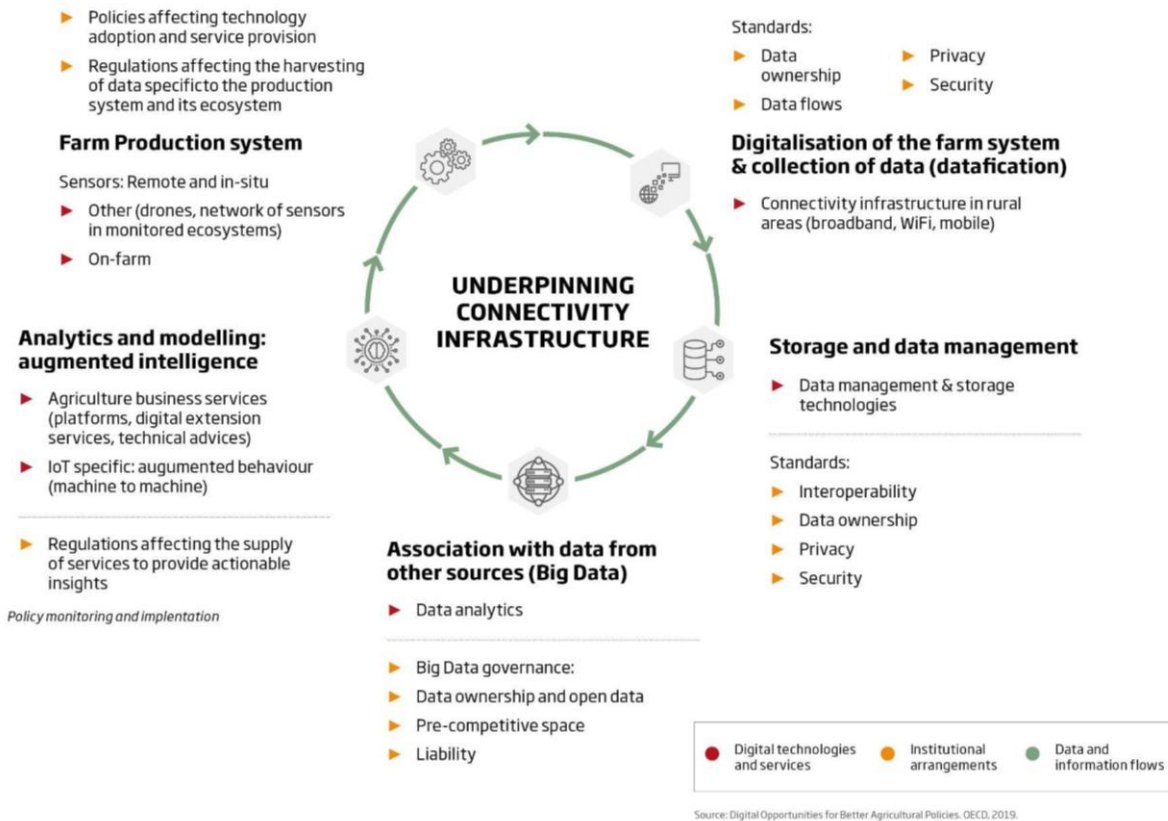 Policies affecting technology
adoption and service provision
Regulations affecting the harvesting
of data specificto the production
system and its ecosystem
Farm Production system
Sensors: Remote and in-situ
Other (drones, network of sensors
in monitored ecosystems)
On-farm
Standards:
Data
ownership
Data flows
Privacy
Security
Digitalisation of the farm system
& collection of data (datafication)
Connectivity infrastructure in rural
areas (broadband, WiFi, mobile)
UNDERPINNING
CONNECTIVITY
INFRASTRUCTURE
Analytics and modelling:
augmented intelligence
Agriculture business services
(platforms, digital extension
services, technical advices)
IoT specific: augumented behaviour
(machine to machine)
Regulations affecting the supply
of services to provide actionable
insights
Policy monitoring and implentation
Storage and data management
Data management & storage
technologies
Standards:
Interoperability
Data ownership
Privacy
Security
Association with data from
other sources (Big Data)
Data analytics
Big Data governance:
Data ownership and open data
Pre-competitive space
Liability
Digital technologies
and services
Institutional
arrangements
Data and
information flows
Source: Digital Opportunities for Better Agricultural Policies. OECD, 2019.